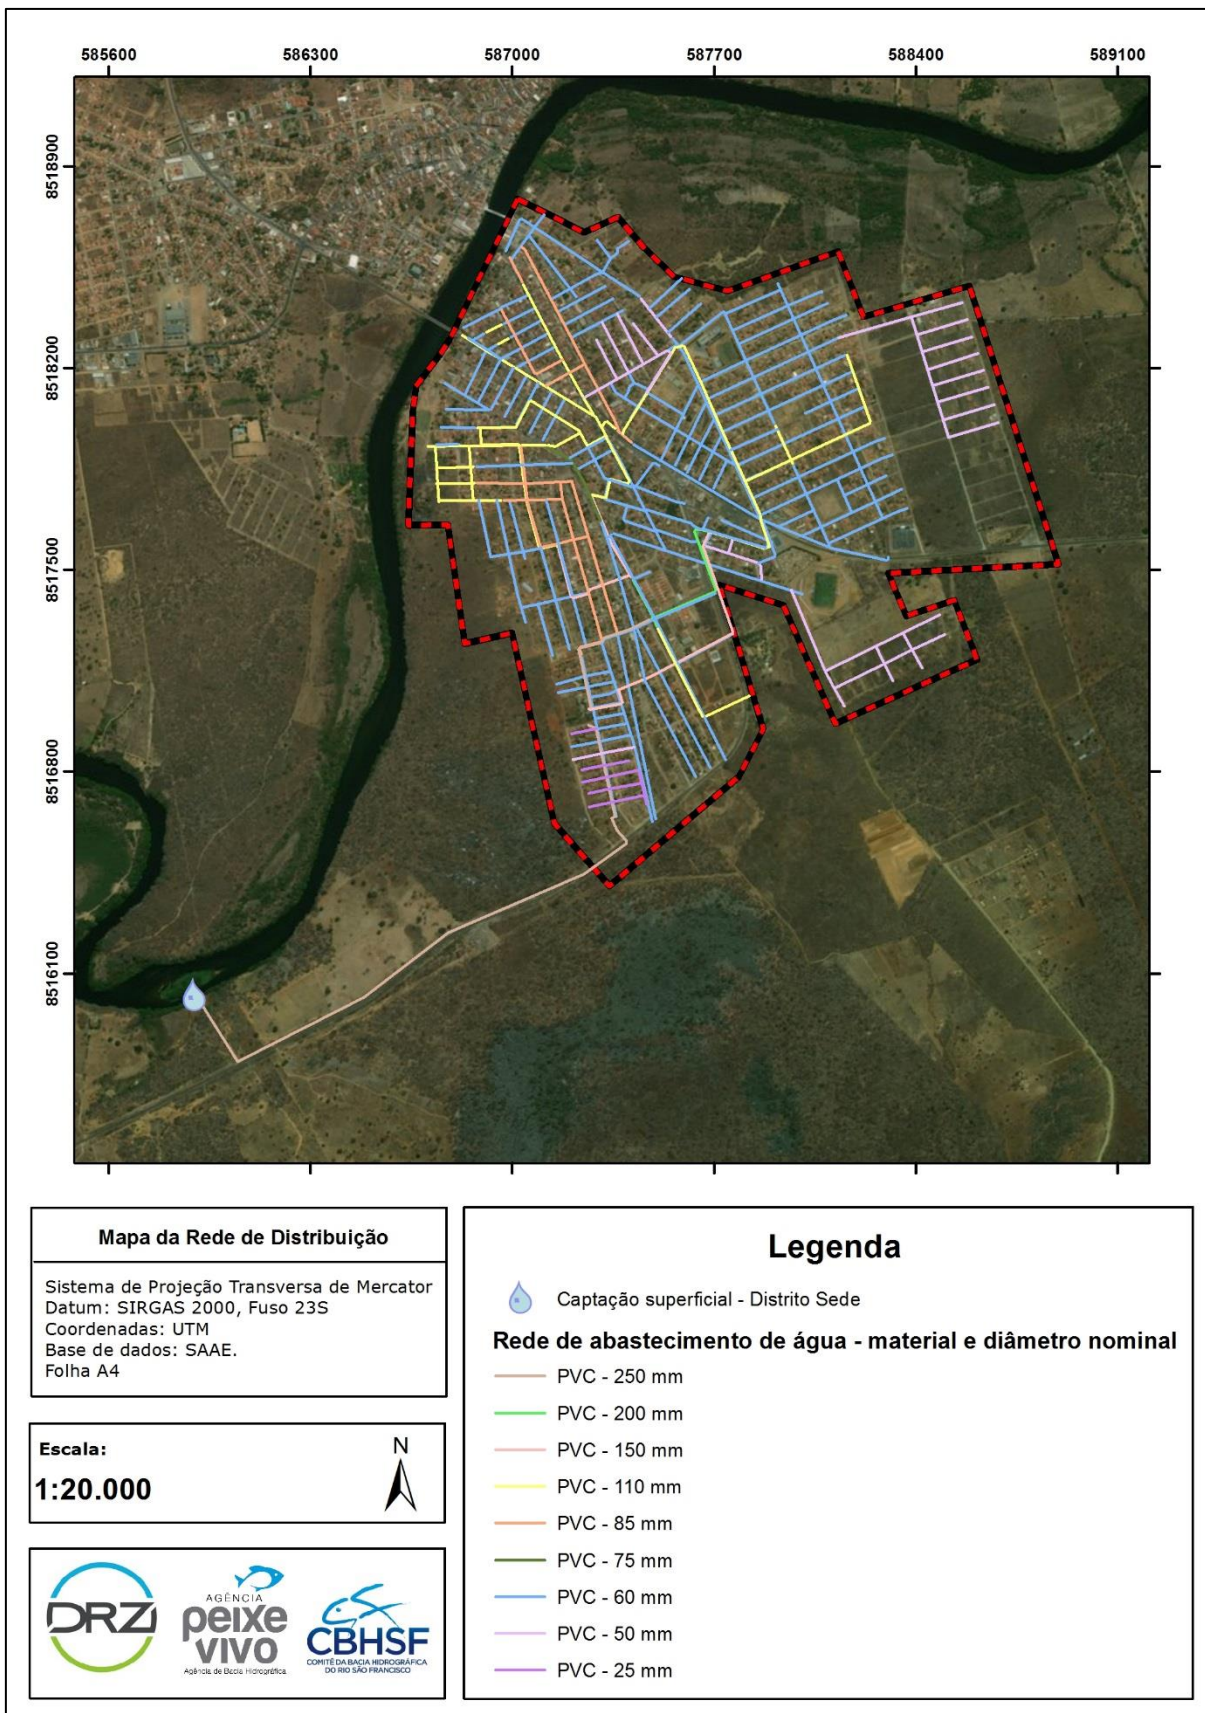 585600 586300 587000 587700 588400 589100
8518900
8518200
8517500
8516800
8516100
Mapa da Rede de Distribuição
Sistema de Projeção Transversa de Mercator
Datum: SIRGAS 2000, Fuso 23S
Coordenadas: UTM
Base de dados: SAAE.
Folha A4
Escala:
1:20.000
N
DRZ
AGÊNCIA
peixe
vivo
Agência de Bacia Hidrográfica
CBHSF
COMITÊ DA BACIA HIDROGRÁFICA
DO RIO SÃO FRANCISCO
Legenda
Captação superficial - Distrito Sede
Rede de abastecimento de água - material e diâmetro nominal
PVC - 250 mm
PVC - 200 mm
PVC - 150 mm
PVC - 110 mm
PVC - 85 mm
PVC - 75 mm
PVC - 60 mm
PVC - 50 mm
PVC - 25 mm